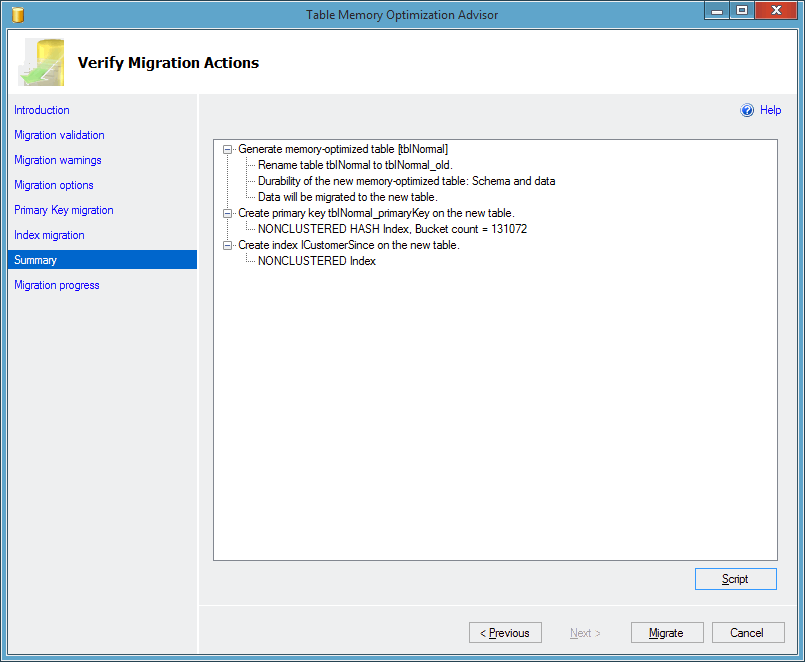 Table Memory Optimization Advisor
Verify Migration Actions
Introduction
Migration validation
Migration warnings
Migration options
Primary Key migration
Index migration
Summary
Migration progress
Help
Generate memory-optimized table [tblNormal]
Rename table tblNormal to tblNormal_old.
Durability of the new memory-optimized table: Schema and data
Data will be migrated to the new table.
Create primary key tblNormal_primaryKey on the new table.
NONCLUSTERED HASH Index, Bucket count = 131072
Create index ICustomerSince on the new table.
NONCLUSTERED Index
Script
< Previous
Next >
Migrate
Cancel